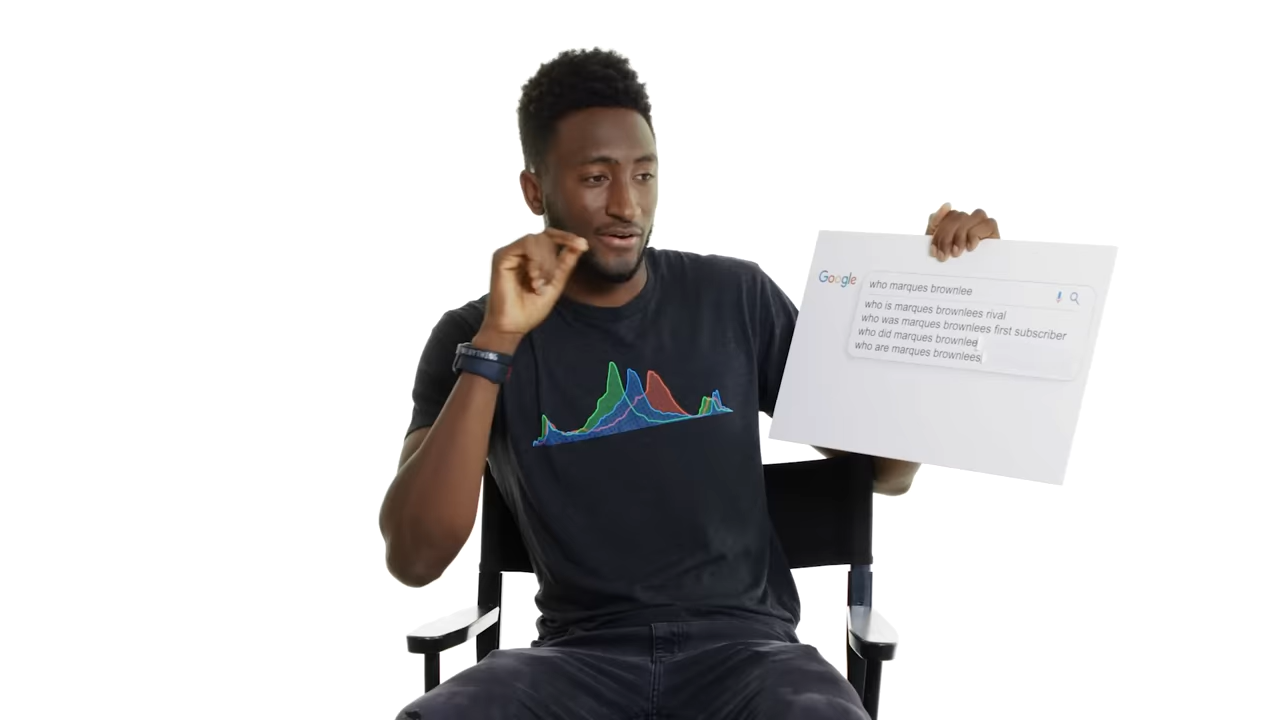 Google
who marques brownlee
who is marques brownlees rival
who was marques brownlees first subscriber
who did marques brownlee
who are marques brownlees